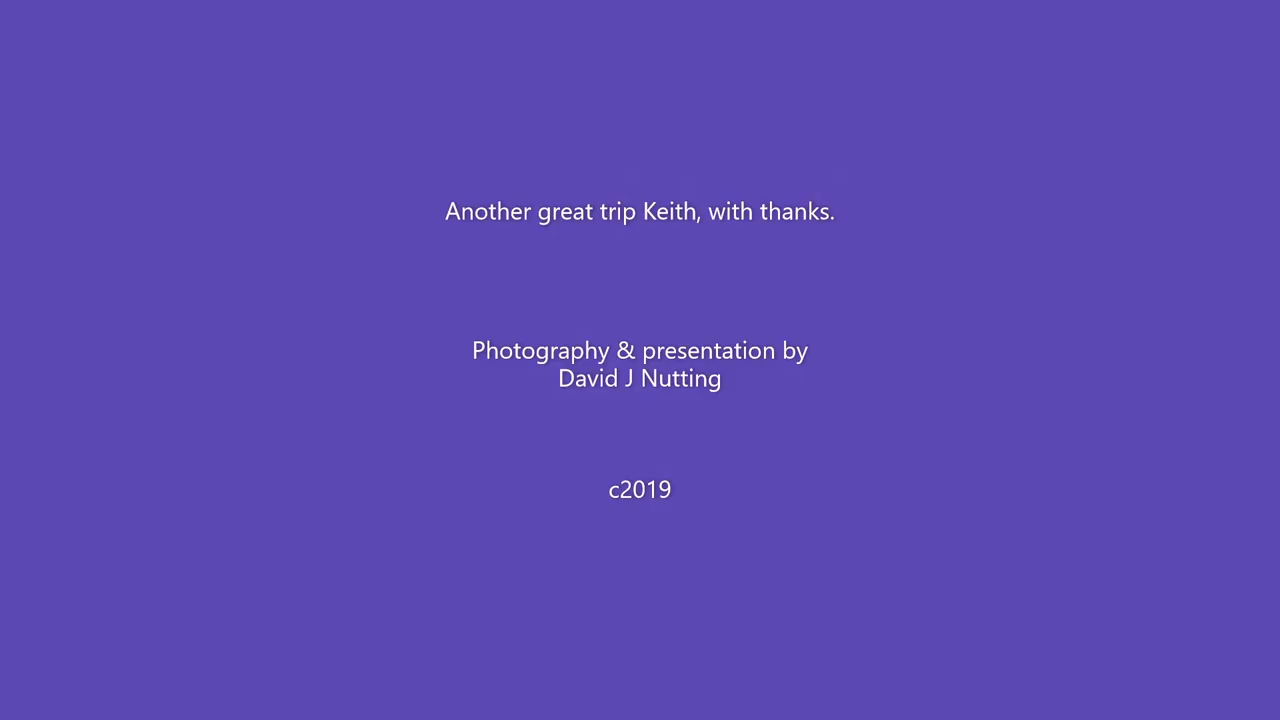 Another great trip Keith, with thanks.
Photography & presentation by
David J Nutting
c2019